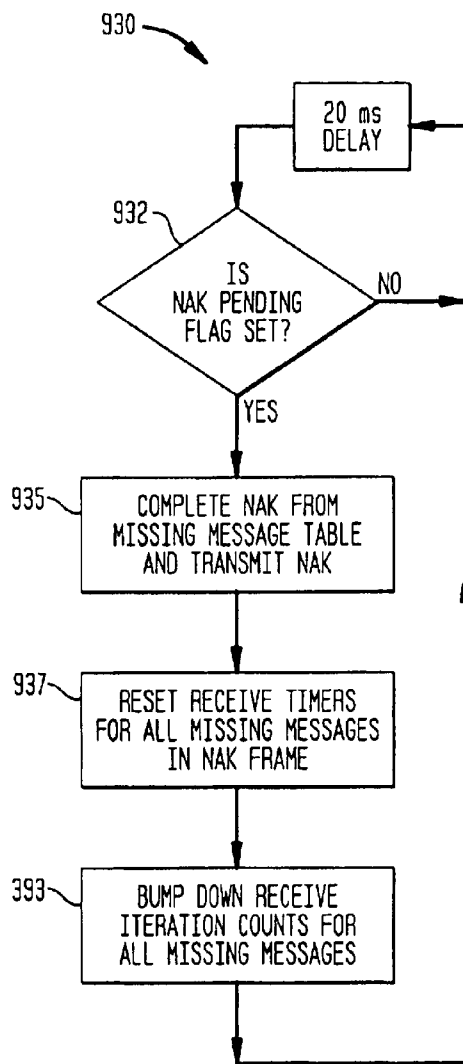 930
20 ms
DELAY
932
IS
NAK PENDING
FLAG SET?
NO
YES
935
COMPLETE NAK FROM
MISSING MESSAGE TABLE
AND TRANSMIT NAK
937
RESET RECEIVE TIMERS
FOR ALL MISSING MESSAGES
IN NAK FRAME
393
BUMP DOWN RECEIVE
ITERATION COUNTS FOR
ALL MISSING MESSAGES